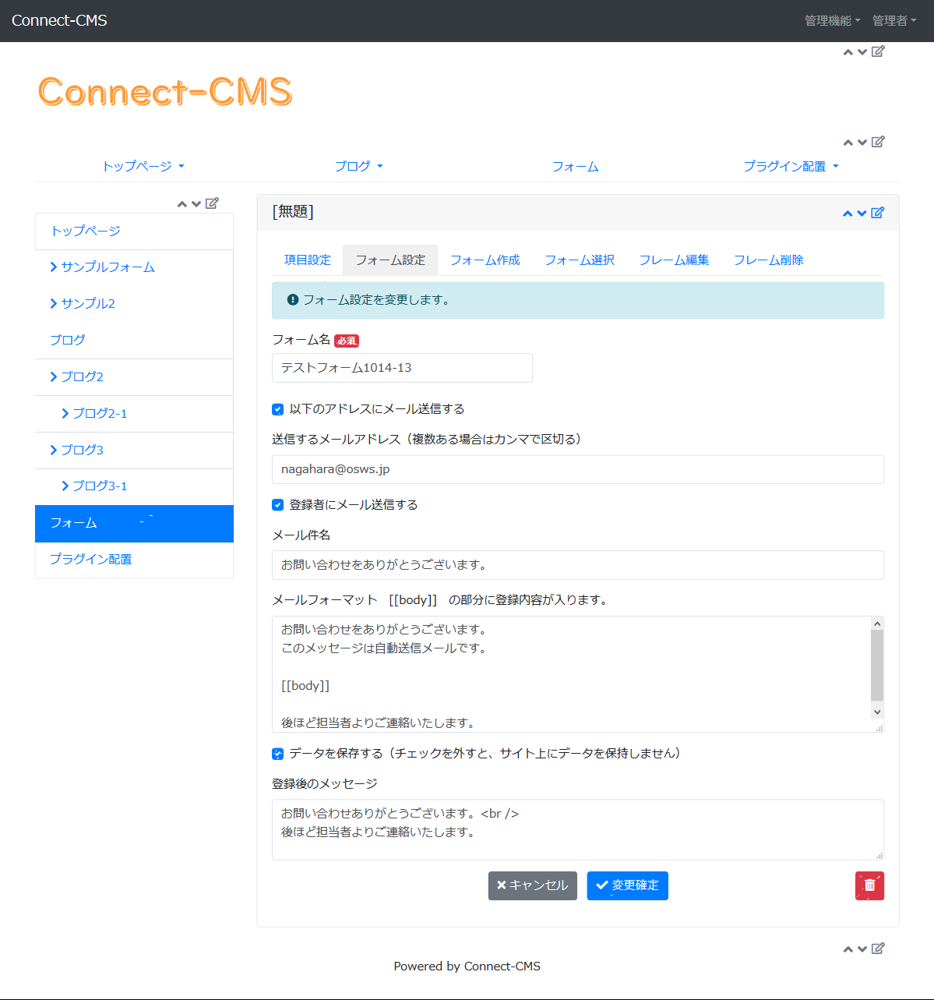 Connect-CMS
管理機能
管理者
Connect-CMS
トップページ
ブログ
フォーム
プラグイン配置
トップページ
サンプルフォーム
サンプル2
ブログ
ブログ2
ブログ2-1
ブログ3
ブログ3-1
フォーム
プラグイン配置
[無題]
項目設定
フォーム設定
フォーム作成
フォーム選択
フレーム編集
フレーム削除
フォーム設定を変更します。
フォーム名 必須
テストフォーム1014-13
以下のアドレスにメール送信する
送信するメールアドレス（複数ある場合はカンマで区切る）
nagahara@osws.jp
登録者にメール送信する
メール件名
お問い合わせをありがとうございます。
メールフォーマット　[[body]]　の部分に登録内容が入ります。
お問い合わせをありがとうございます。
このメッセージは自動送信メールです。
[[body]]
後ほど担当者よりご連絡いたします。
データを保存する（チェックを外すと、サイト上にデータを保持しません）
登録後のメッセージ
お問い合わせありがとうございます。<br />
後ほど担当者よりご連絡いたします。
キャンセル
変更確定
Powered by Connect-CMS